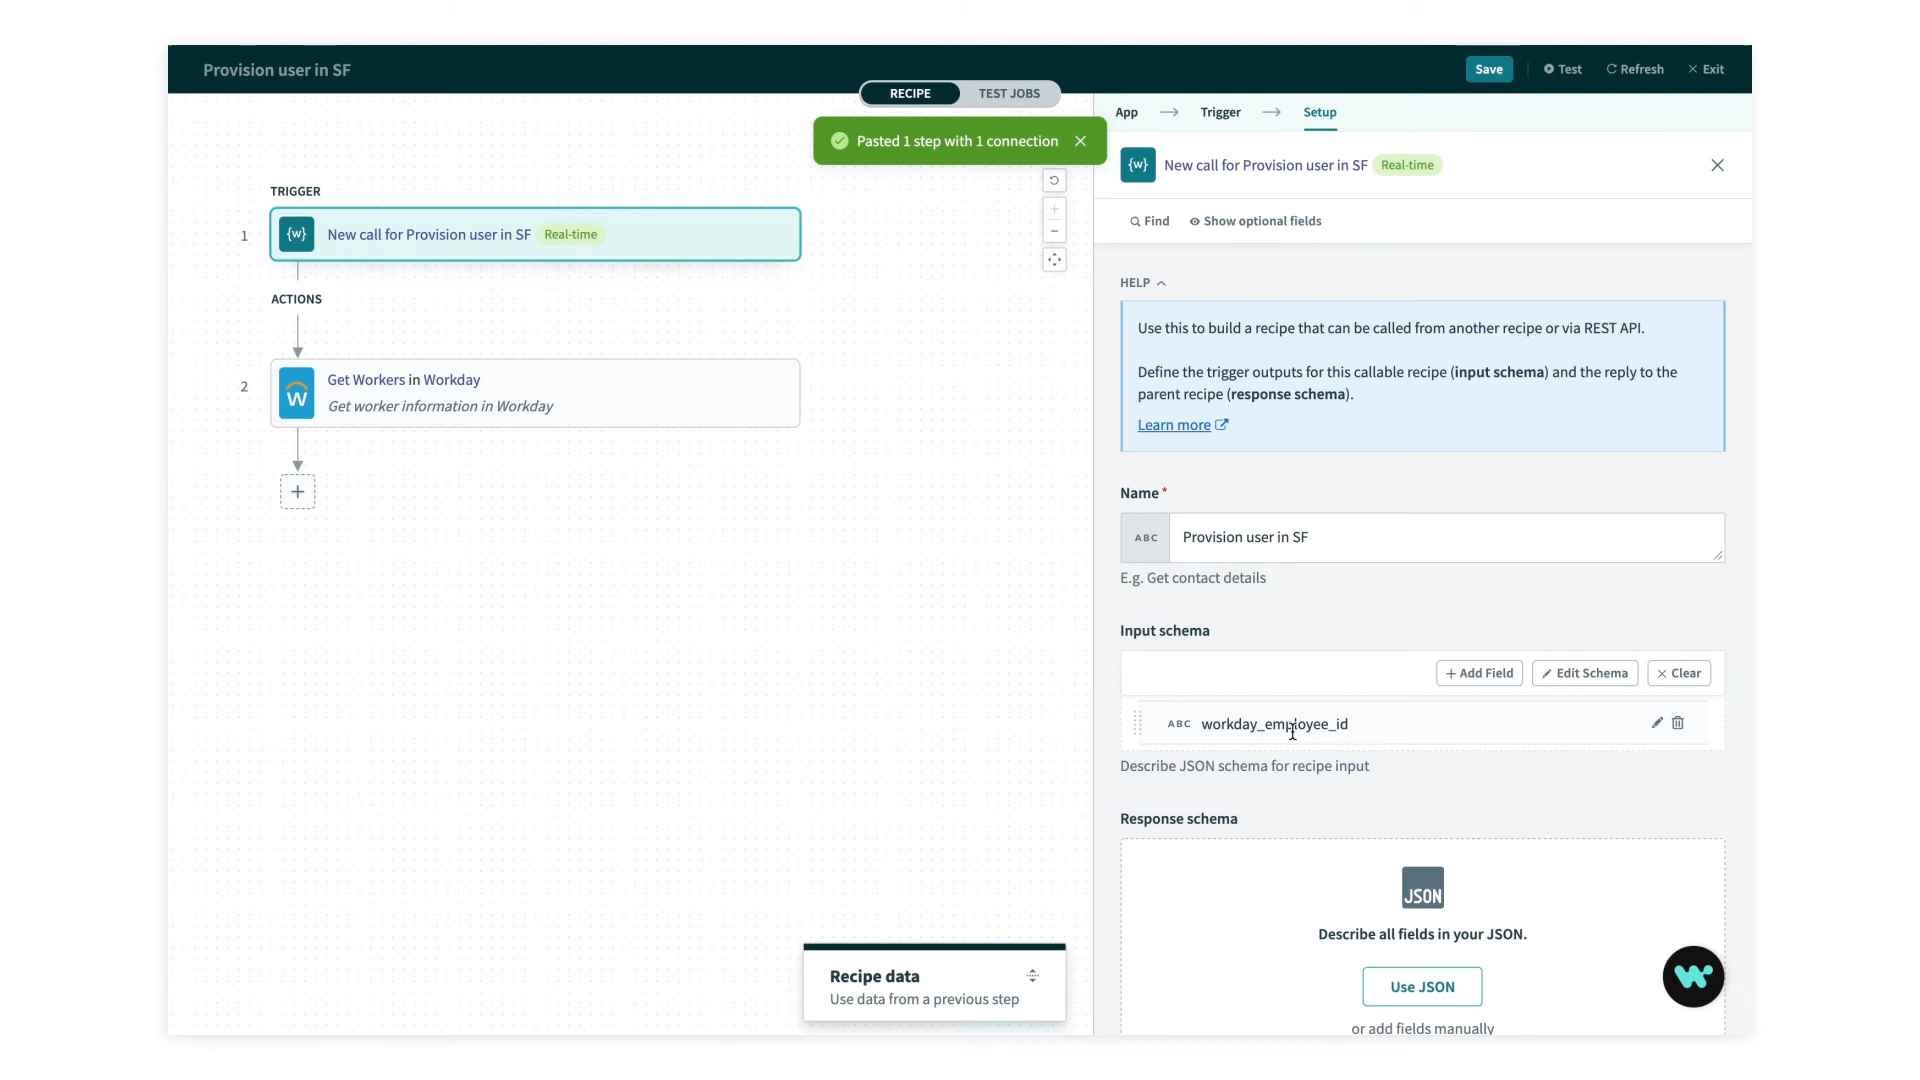 Provision user in SF
Save
Test
Refresh
Exit
RECIPE
TEST JOBS
Pasted 1 step with 1 connection
App
Trigger
Setup
{w}
New call for Provision user in SF
Real-time
Find
Show optional fields
TRIGGER
1
{w}
New call for Provision user in SF
Real-time
ACTIONS
2
W
Get Workers in Workday
Get worker information in Workday
HELP
Use this to build a recipe that can be called from another recipe or via REST API.
Define the trigger outputs for this callable recipe (input schema) and the reply to the
parent recipe (response schema).
Learn more
Name*
ABC
Provision user in SF
E.g. Get contact details
Input schema
Add Field
Edit Schema
Clear
ABC
workday_employee_id
Describe JSON schema for recipe input
Response schema
JSON
Describe all fields in your JSON.
Use JSON
or add fields manually
Recipe data
Use data from a previous step